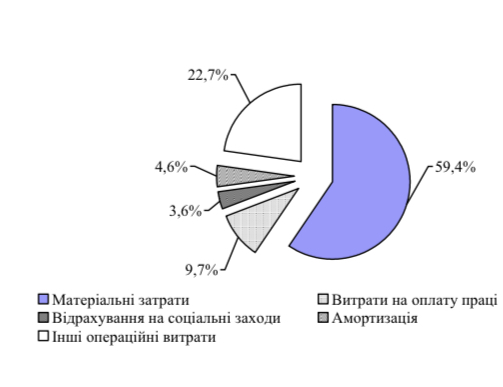 22,7%
4,6%
59,4%
3,6%
9,7%
Матеріальні затрати
Витрати на оплату праці
Відрахування на соціальні заходи
Амортизація
Інші операційні витрати